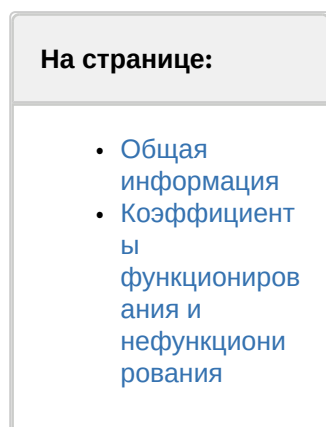 На странице:
• Общая
информация
• Коэффициент
ы
функциониров
ания и
нефункциони
рования